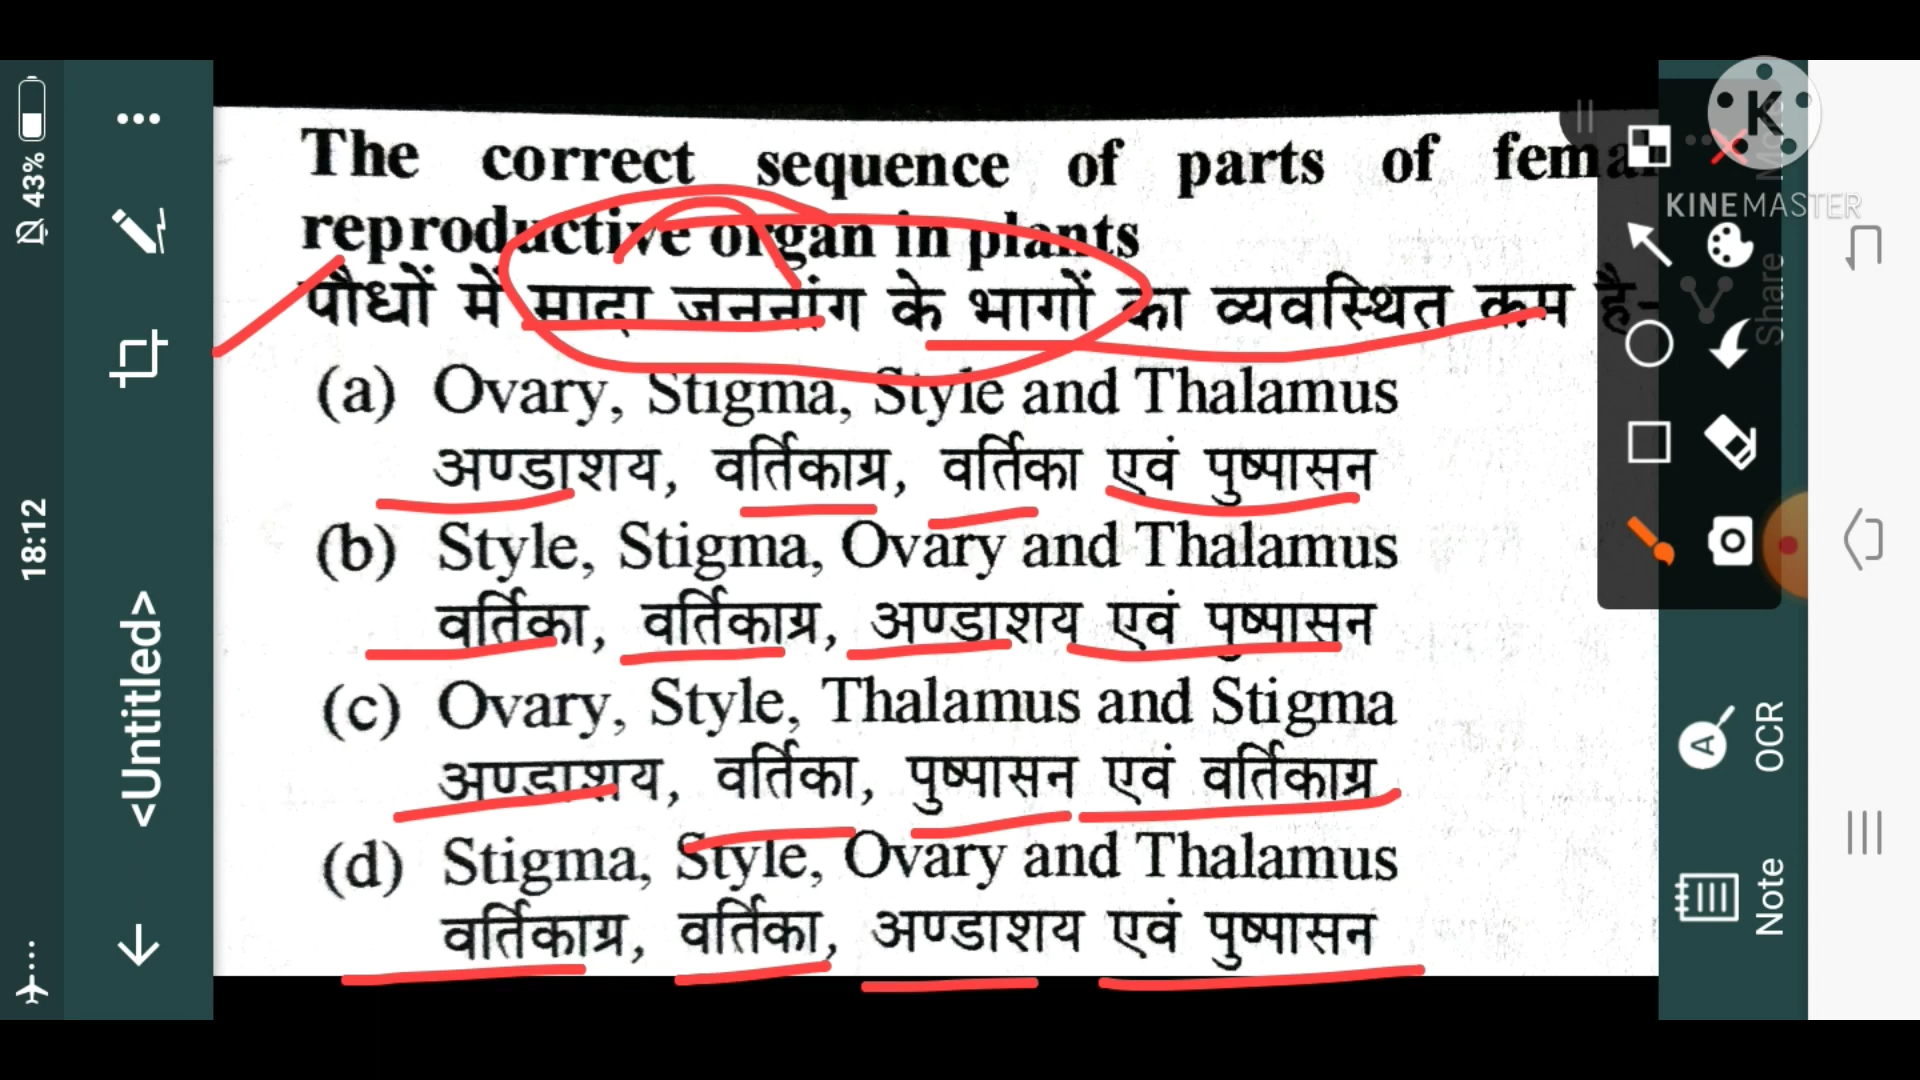 The correct sequence of parts of fema
reproductive organ in plants
पौधों में मादा जननांग के भागों का व्यवस्थित कम है-
(a) Ovary, Stigma, Style and Thalamus
अण्डाशय, वर्तिकाग्र, वर्तिका एवं पुष्पासन
(b) Style, Stigma, Ovary and Thalamus
वर्तिका, वर्तिकाग्र, अण्डाशय एवं पुष्पासन
(c) Ovary, Style, Thalamus and Stigma
अण्डाशय, वर्तिका, पुष्पासन एवं वर्तिकाग्र
(d) Stigma, Style, Ovary and Thalamus
वर्तिकाग्र, वर्तिका, अण्डाशय एवं पुष्पासन
43%
18:12
<Untitled>
K
KINEMASTER
Share
A
OCR
Note